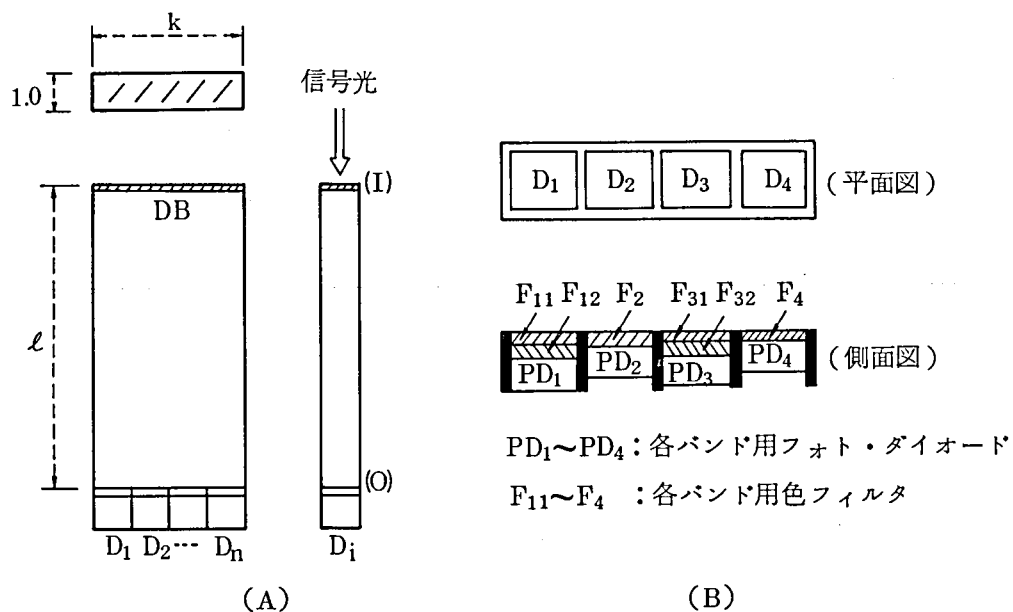 k
1.0
信号光
(I)
DB
ℓ
(O)
D₁ D₂ ⋯ Dₙ
Dᵢ
(A)
D₁ D₂ D₃ D₄
(平面図)
F₁₁ F₁₂ F₂ F₃₁ F₃₂ F₄
PD₁ PD₂ PD₃ PD₄
(側面図)
PD₁~PD₄:各バンド用フォト・ダイオード
F₁₁~F₄ :各バンド用色フィルタ
(B)